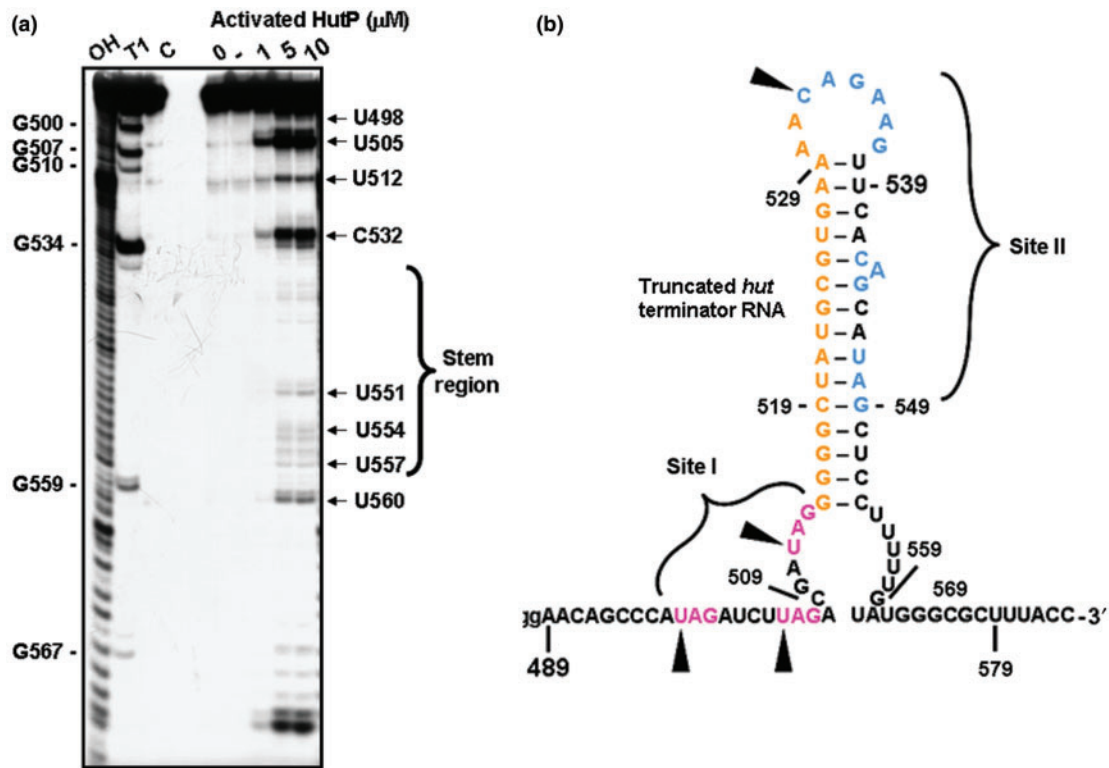 (a)
Activated HutP (μM)
OH T1 C 0 - 1 5 10
G500 -
G507 -
G510 -
G534 -
G559 -
G567 -
← U498
← U505
← U512
← C532
← U551
← U554
← U557
← U560
Stem
region
(b)
C A G A A G
A A A
U
529
A – U - 539
A – C
G – A
U – C
A
G – G
C – C
G – A
U – U
A – A
519 - C – G - 549
G – C
G – U
G – C
G – C
Truncated hut
terminator RNA
Site II
Site I
G A U A G C
U U U U U G
509
559
569
ggAACAGCCCAUAGAUCUUAGA UAUGGGCGCUUUACC-3′
489
579